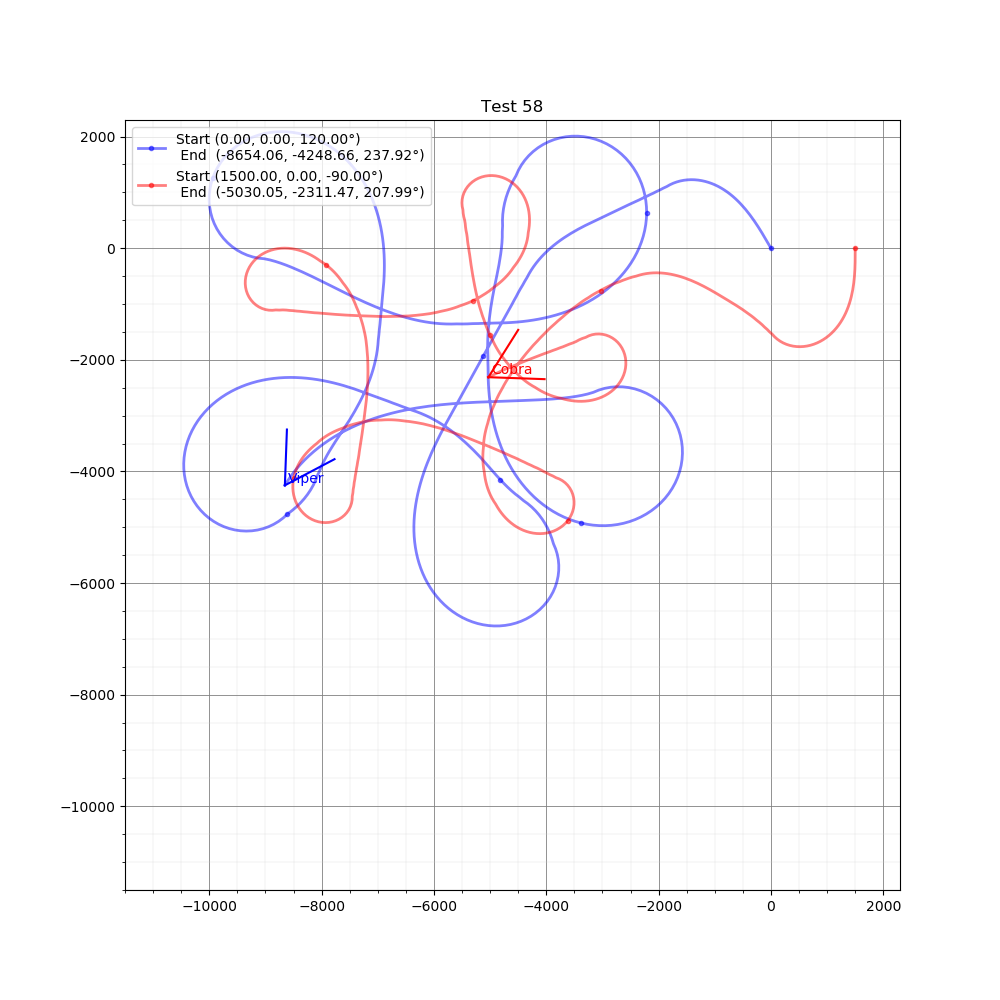 Test 58
Start (0.00, 0.00, 120.00°)
End  (-8654.06, -4248.66, 237.92°)
Start (1500.00, 0.00, -90.00°)
End  (-5030.05, -2311.47, 207.99°)
2000
0
−2000
−4000
−6000
−8000
−10000
Cobra
Viper
−10000 −8000 −6000 −4000 −2000 0 2000